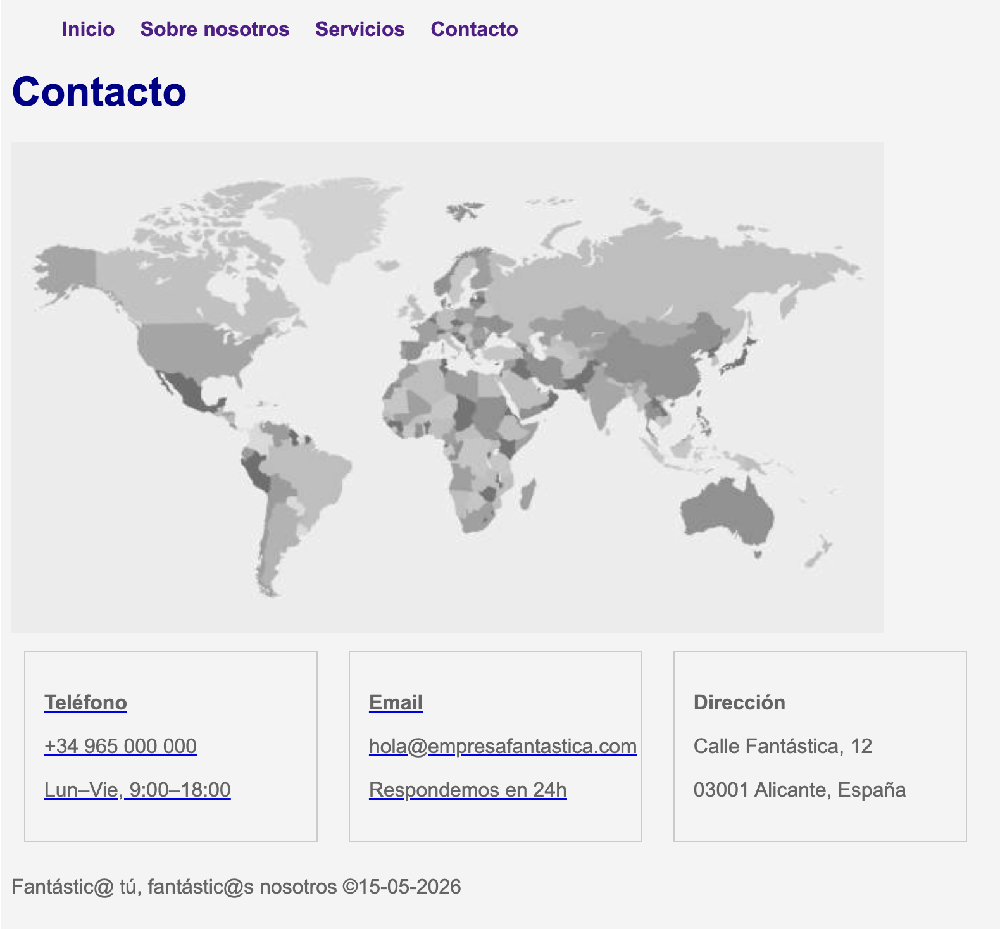 Inicio Sobre nosotros Servicios Contacto
Contacto
Teléfono
+34 965 000 000
Lun–Vie, 9:00–18:00
Email
hola@empresafantastica.com
Respondemos en 24h
Dirección
Calle Fantástica, 12
03001 Alicante, España
Fantástic@ tú, fantástic@s nosotros ©15-05-2026